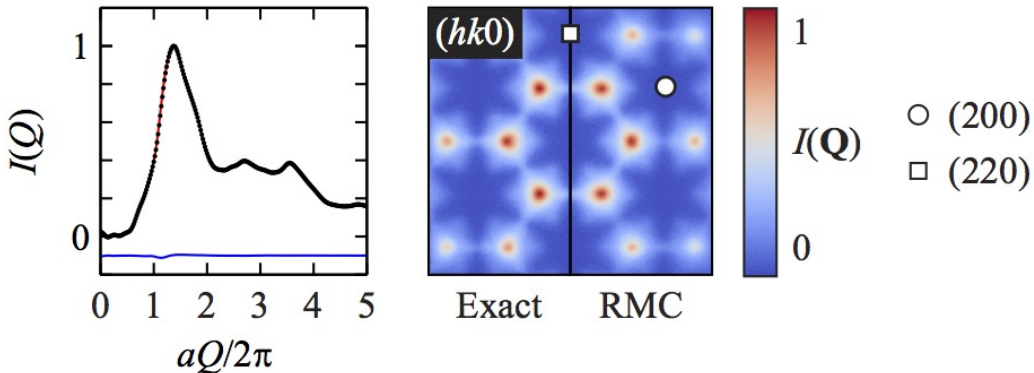 I(Q)
1
0
0 1 2 3 4 5
aQ/2π
(hk0)
Exact RMC
1
I(Q)
0
(200)
(220)